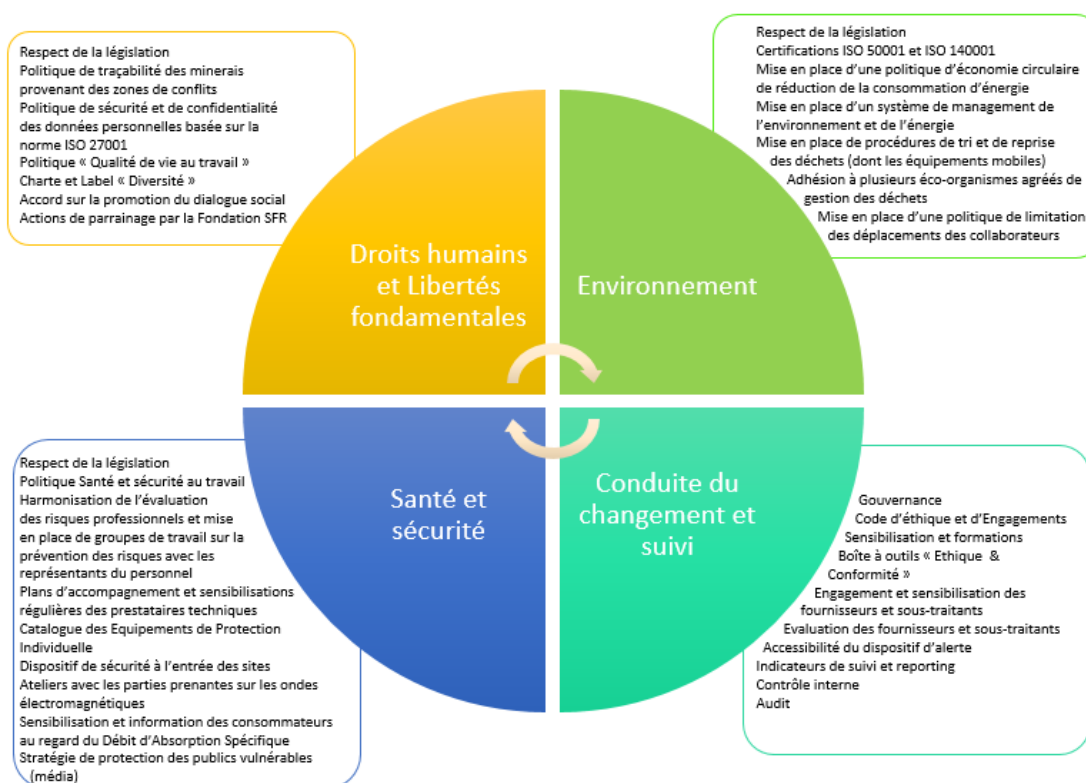 Respect de la législation
Politique de traçabilité des minerais
provenant des zones de conflits
Politique de sécurité et de confidentialité
des données personnelles basée sur la
norme ISO 27001
Politique « Qualité de vie au travail »
Charte et Label « Diversité »
Accord sur la promotion du dialogue social
Actions de parrainage par la Fondation SFR
Respect de la législation
Certifications ISO 50001 et ISO 140001
Mise en place d'une politique d'économie circulaire
de réduction de la consommation d'énergie
Mise en place d'un système de management de
l'environnement et de l'énergie
Mise en place de procédures de tri et de reprise
des déchets (dont les équipements mobiles)
Adhésion à plusieurs éco-organismes agréés de
gestion des déchets
Mise en place d'une politique de limitation
des déplacements des collaborateurs
Droits humains
et Libertés
fondamentales
Environnement
Santé et
sécurité
Conduite du
changement et
suivi
Respect de la législation
Politique Santé et sécurité au travail
Harmonisation de l'évaluation
des risques professionnels et mise
en place de groupes de travail sur la
prévention des risques avec les
représentants du personnel
Plans d'accompagnement et sensibilisations
régulières des prestataires techniques
Catalogue des Equipements de Protection
Individuelle
Dispositif de sécurité à l'entrée des sites
Ateliers avec les parties prenantes sur les ondes
électromagnétiques
Sensibilisation et information des consommateurs
au regard du Débit d'Absorption Spécifique
Stratégie de protection des publics vulnérables
(média)
Gouvernance
Code d'éthique et d'Engagements
Sensibilisation et formations
Boîte à outils « Ethique &
Conformité »
Engagement et sensibilisation des
fournisseurs et sous-traitants
Evaluation des fournisseurs et sous-traitants
Accessibilité du dispositif d'alerte
Indicateurs de suivi et reporting
Contrôle interne
Audit